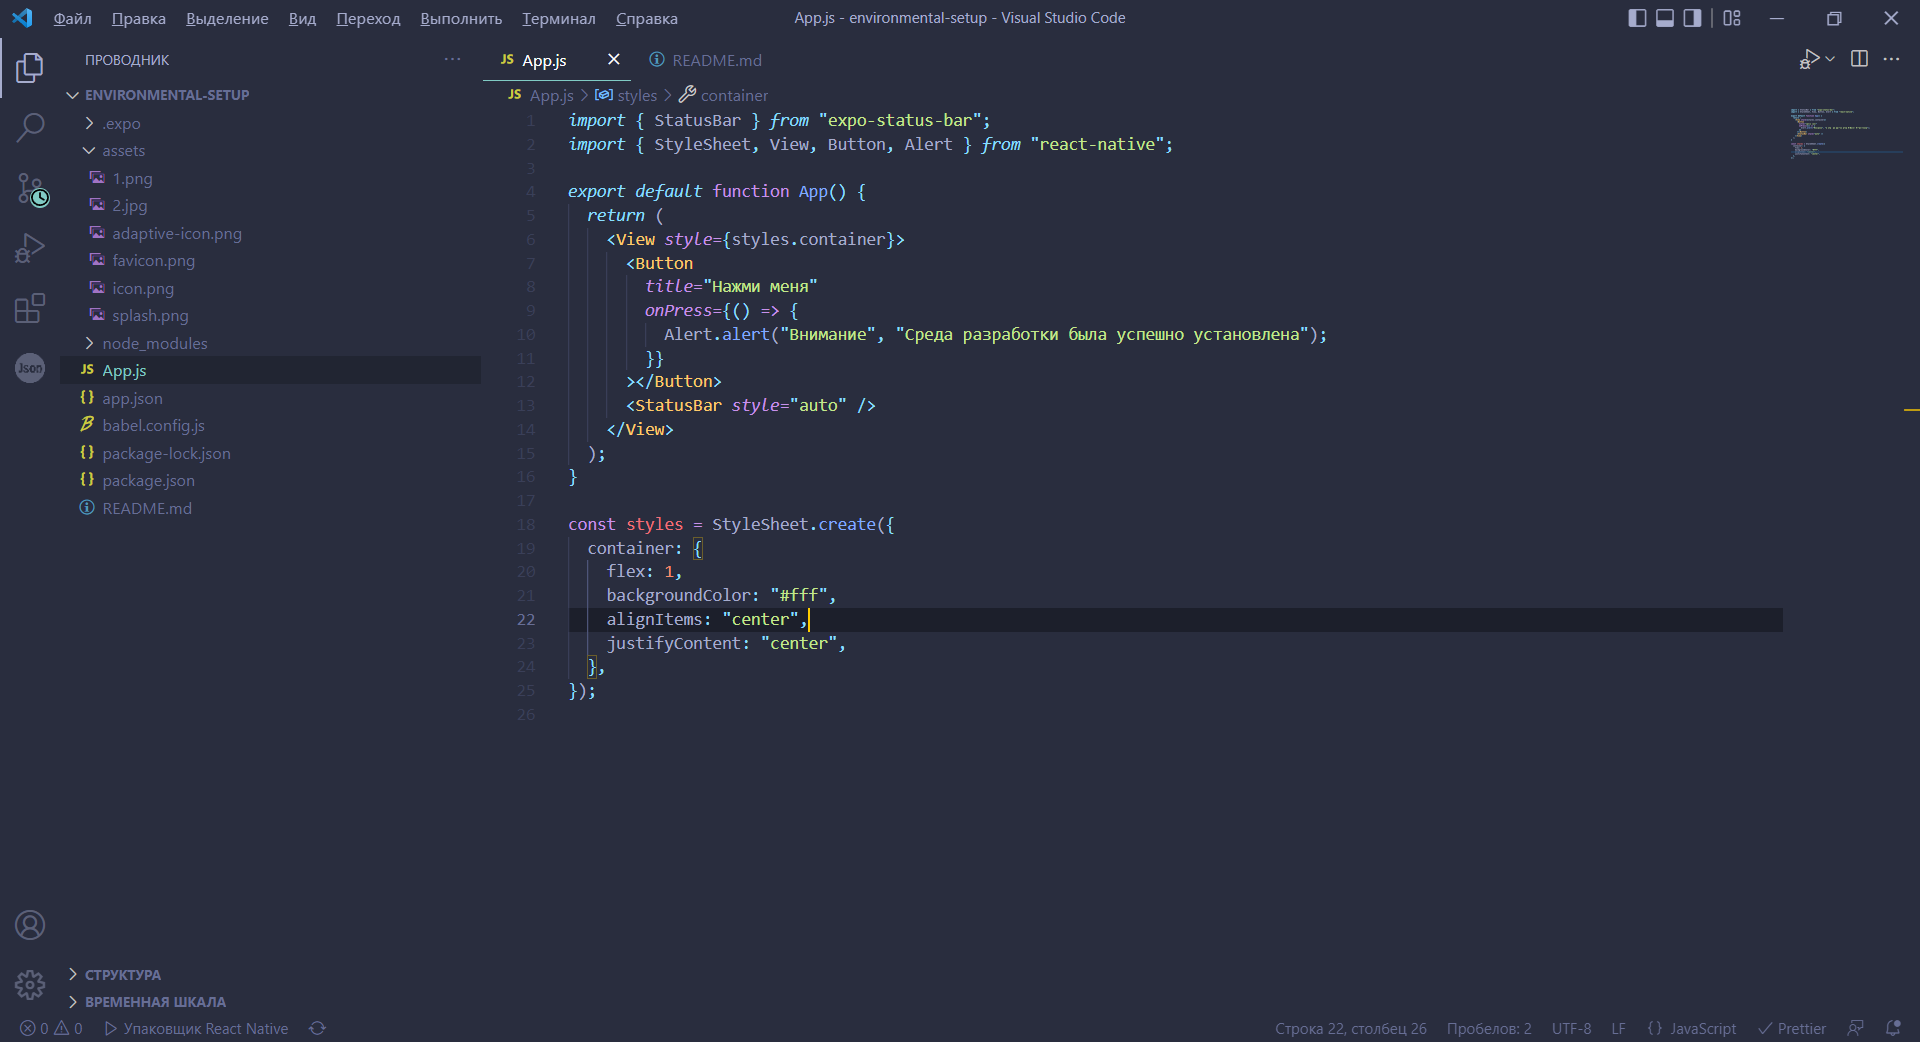 Файл Правка Выделение Вид Переход Выполнить Терминал Справка
App.js - environmental-setup - Visual Studio Code
ПРОВОДНИК
ENVIRONMENTAL-SETUP
.expo
assets
1.png
2.jpg
adaptive-icon.png
favicon.png
icon.png
splash.png
node_modules
JS App.js
{} app.json
babel.config.js
{} package-lock.json
{} package.json
README.md
Json
СТРУКТУРА
ВРЕМЕННАЯ ШКАЛА
JS App.js README.md
JS App.js > styles > container
1 import { StatusBar } from "expo-status-bar";
2 import { StyleSheet, View, Button, Alert } from "react-native";
3
4 export default function App() {
5 return (
6 <View style={styles.container}>
7 <Button
8 title="Нажми меня"
9 onPress={() => {
10 Alert.alert("Внимание", "Среда разработки была успешно установлена");
11 }}
12 ></Button>
13 <StatusBar style="auto" />
14 </View>
15 );
16 }
17
18 const styles = StyleSheet.create({
19 container: {
20 flex: 1,
21 backgroundColor: "#fff",
22 alignItems: "center",
23 justifyContent: "center",
24 },
25 });
26
0 0 Упаковщик React Native
Строка 22, столбец 26 Пробелов: 2 UTF-8 LF {} JavaScript Prettier